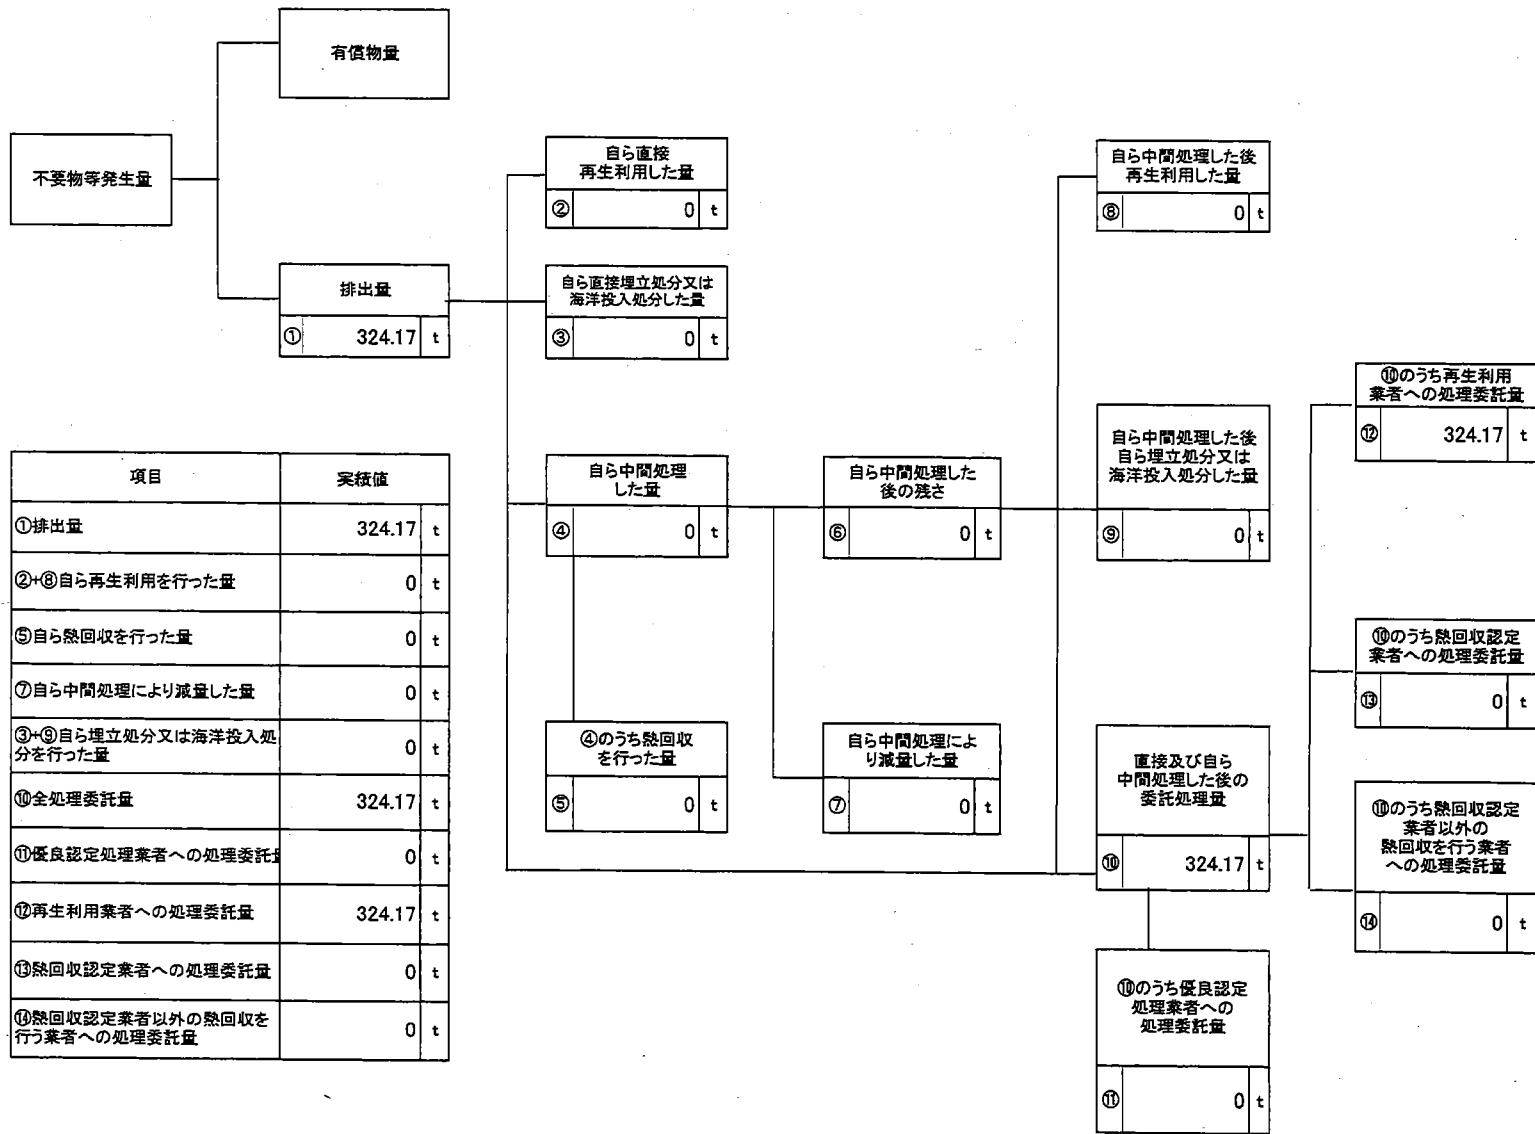 有償物量
不要物等発生量
排出量
① 324.17 t
自ら直接
再生利用した量
② 0 t
自ら直接埋立処分又は
海洋投入処分した量
③ 0 t
自ら中間処理
した量
④ 0 t
④のうち熱回収
を行った量
⑤ 0 t
自ら中間処理した
後の残さ
⑥ 0 t
自ら中間処理によ
り減量した量
⑦ 0 t
自ら中間処理した後
再生利用した量
⑧ 0 t
自ら中間処理した後
自ら埋立処分又は
海洋投入処分した量
⑨ 0 t
直接及び自ら
中間処理した後の
委託処理量
⑩ 324.17 t
⑩のうち優良認定
処理業者への
処理委託量
⑪ 0 t
⑩のうち再生利用
業者への処理委託量
⑫ 324.17 t
⑩のうち熱回収認定
業者への処理委託量
⑬ 0 t
⑩のうち熱回収認定
業者以外の
熱回収を行う業者
への処理委託量
⑭ 0 t
項目 実績値
①排出量 324.17 t
②+⑧自ら再生利用を行った量 0 t
⑤自ら熱回収を行った量 0 t
⑦自ら中間処理により減量した量 0 t
③+⑨自ら埋立処分又は海洋投入処
分を行った量 0 t
⑩全処理委託量 324.17 t
⑪優良認定処理業者への処理委託 0 t
⑫再生利用業者への処理委託量 324.17 t
⑬熱回収認定業者への処理委託量 0 t
⑭熱回収認定業者以外の熱回収を
行う業者への処理委託量 0 t